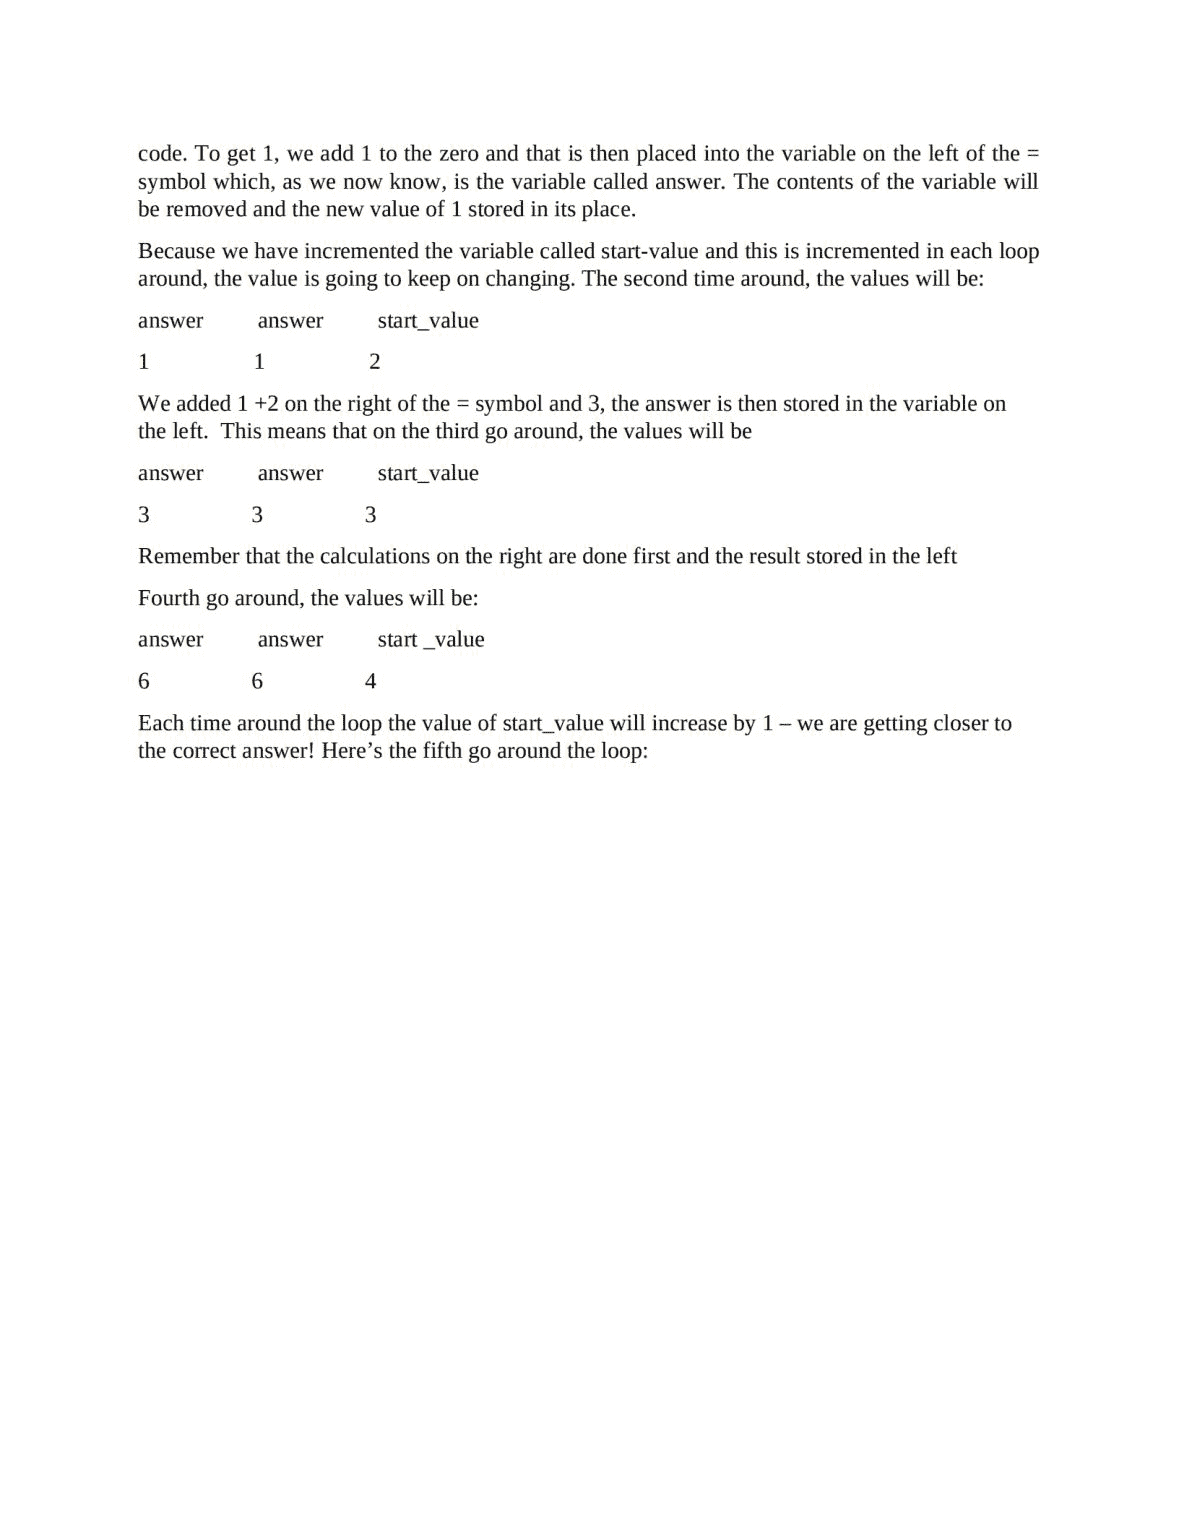 code. To get 1, we add 1 to the zero and that is then placed into the variable on the left of the =
symbol which, as we now know, is the variable called answer. The contents of the variable will
be removed and the new value of 1 stored in its place.
Because we have incremented the variable called start-value and this is incremented in each loop
around, the value is going to keep on changing. The second time around, the values will be:
answer answer start_value
1 1 2
We added 1 +2 on the right of the = symbol and 3, the answer is then stored in the variable on
the left. This means that on the third go around, the values will be
answer answer start_value
3 3 3
Remember that the calculations on the right are done first and the result stored in the left
Fourth go around, the values will be:
answer answer start _value
6 6 4
Each time around the loop the value of start_value will increase by 1 – we are getting closer to
the correct answer! Here’s the fifth go around the loop: